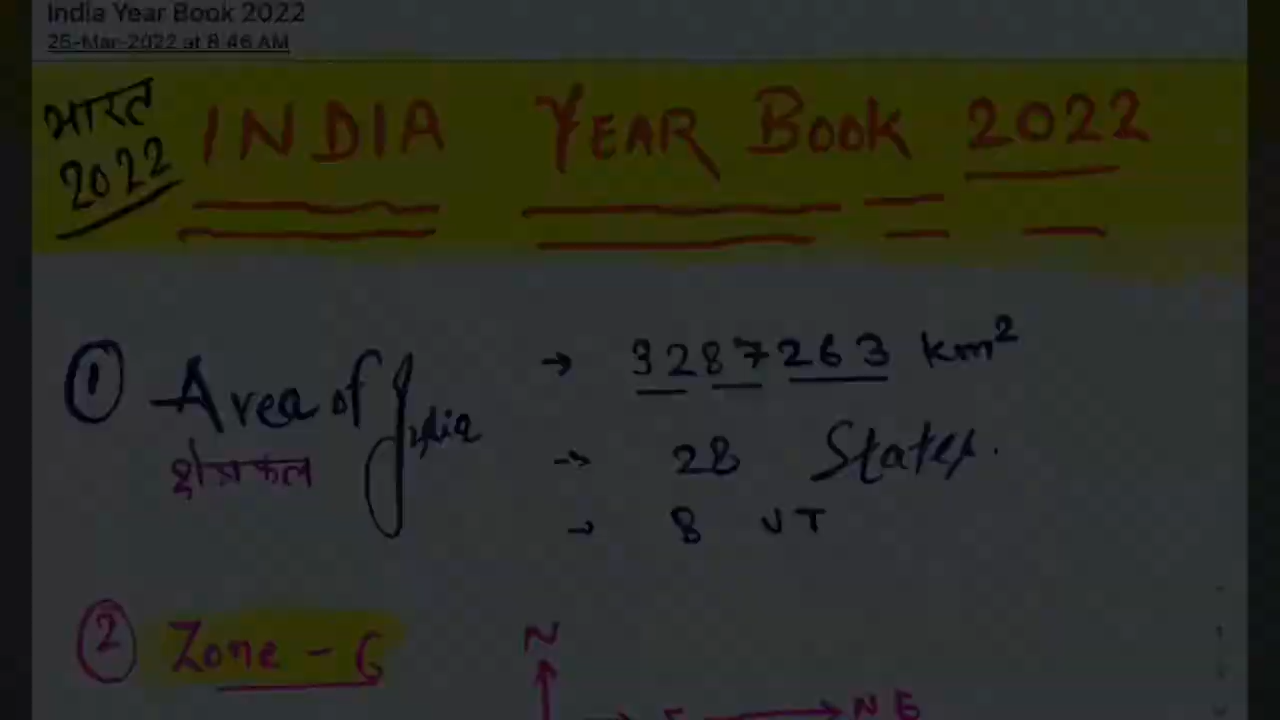 India Year Book 2022
25-Mar-2022 at 8:46 AM
भारत
2022
INDIA YEAR BOOK 2022
1 Area of India → 3287263 km²
क्षेत्रफल
→ 28 States.
→ 8 UT
2 Zone - 6
N
E → NE